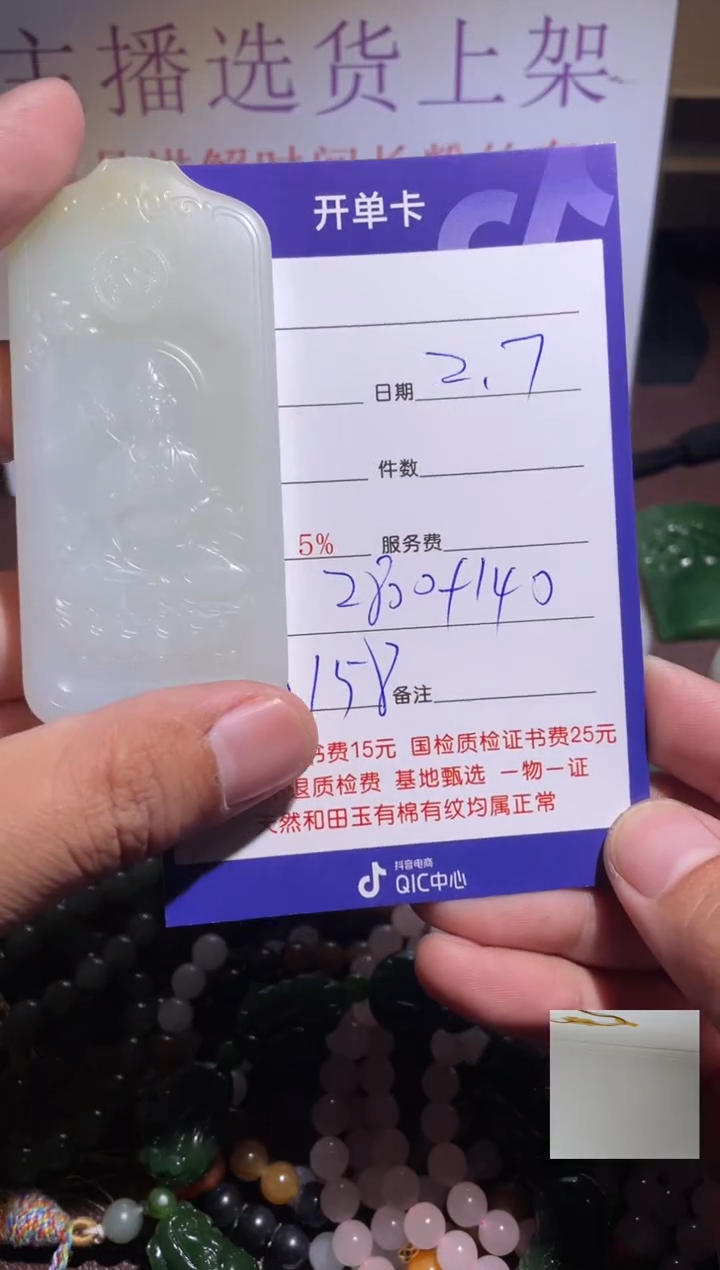 主播选货上架
开单卡
日期 2.7
件数
5% 服务费
2800+140
158 备注
书费15元 国检质检证书费25元
退质检费 基地甄选 一物一证
天然和田玉有棉有纹均属正常
抖音电商
QIC中心